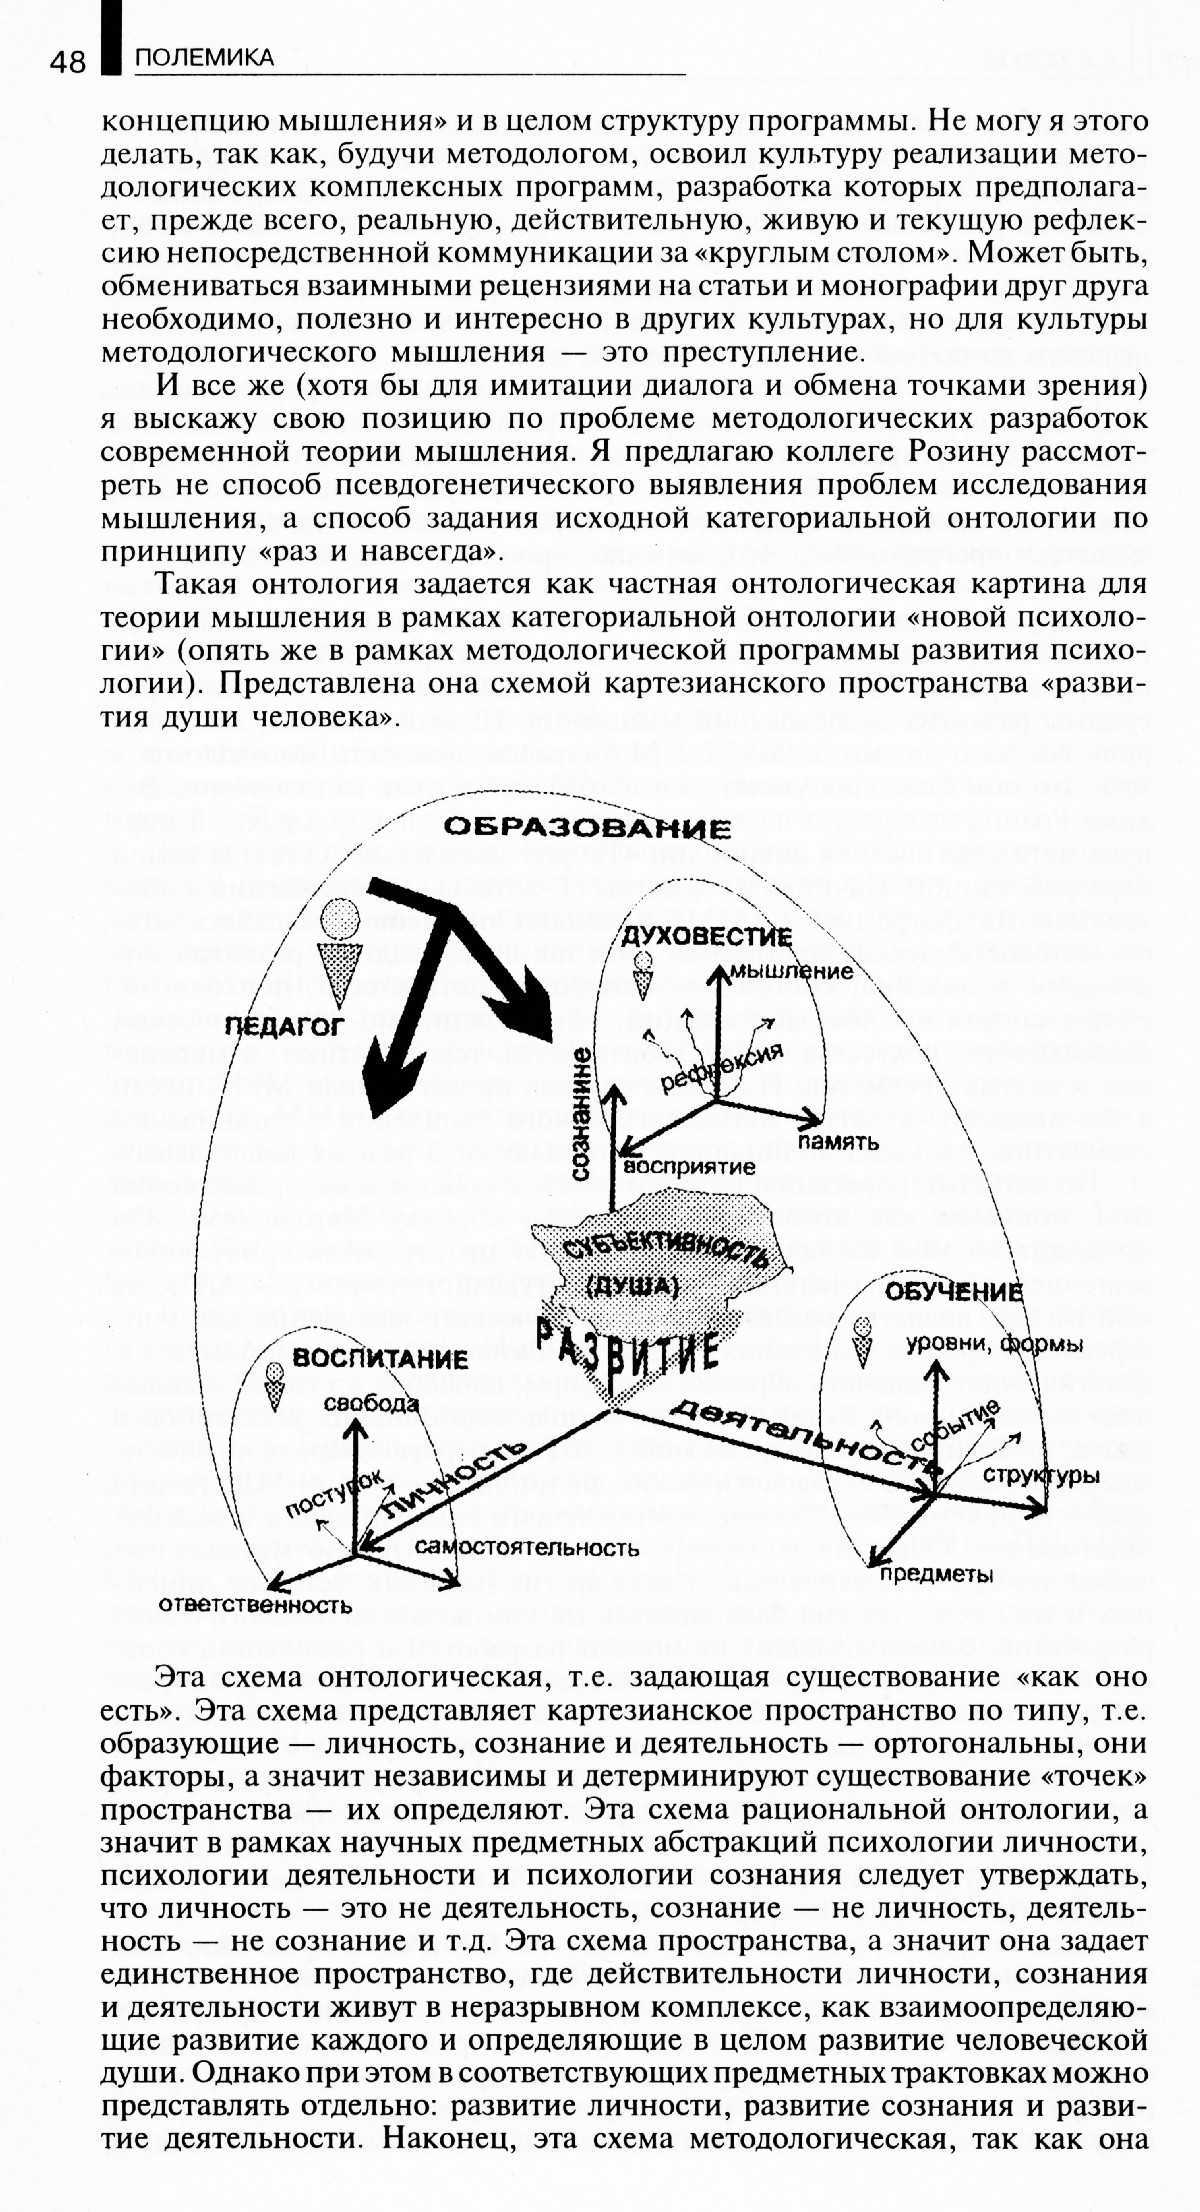 48 ПОЛЕМИКА
концепцию мышления» и в целом структуру программы. Не могу я этого
делать, так как, будучи методологом, освоил культуру реализации мето-
дологических комплексных программ, разработка которых предполага-
ет, прежде всего, реальную, действительную, живую и текущую рефлек-
сию непосредственной коммуникации за «круглым столом». Может быть,
обмениваться взаимными рецензиями на статьи и монографии друг друга
необходимо, полезно и интересно в других культурах, но для культуры
методологического мышления — это преступление.
И все же (хотя бы для имитации диалога и обмена точками зрения)
я выскажу свою позицию по проблеме методологических разработок
современной теории мышления. Я предлагаю коллеге Розину рассмот-
реть не способ псевдогенетического выявления проблем исследования
мышления, а способ задания исходной категориальной онтологии по
принципу «раз и навсегда».
Такая онтология задается как частная онтологическая картина для
теории мышления в рамках категориальной онтологии «новой психоло-
гии» (опять же в рамках методологической программы развития психо-
логии). Представлена она схемой картезианского пространства «разви-
тия души человека».
ОБРАЗОВАНИЕ
ДУХОВЕСТИЕ
мышление
ПЕДАГОГ
рефлексия
сознанине
память
восприятие
СУБЪЕКТИВНОСТЬ
(ДУША)
РАЗВИТИЕ
ОБУЧЕНИЕ
уровни, формы
ВОСПИТАНИЕ
свобода
деятельность
событие
структуры
личность
поступок
самостоятельность
предметы
ответственность
Эта схема онтологическая, т.е. задающая существование «как оно
есть». Эта схема представляет картезианское пространство по типу, т.е.
образующие — личность, сознание и деятельность — ортогональны, они
факторы, а значит независимы и детерминируют существование «точек»
пространства — их определяют. Эта схема рациональной онтологии, а
значит в рамках научных предметных абстракций психологии личности,
психологии деятельности и психологии сознания следует утверждать,
что личность — это не деятельность, сознание — не личность, деятель-
ность — не сознание и т.д. Эта схема пространства, а значит она задает
единственное пространство, где действительности личности, сознания
и деятельности живут в неразрывном комплексе, как взаимоопределяю-
щие развитие каждого и определяющие в целом развитие человеческой
души. Однако при этом в соответствующих предметных трактовках можно
представлять отдельно: развитие личности, развитие сознания и разви-
тие деятельности. Наконец, эта схема методологическая, так как она